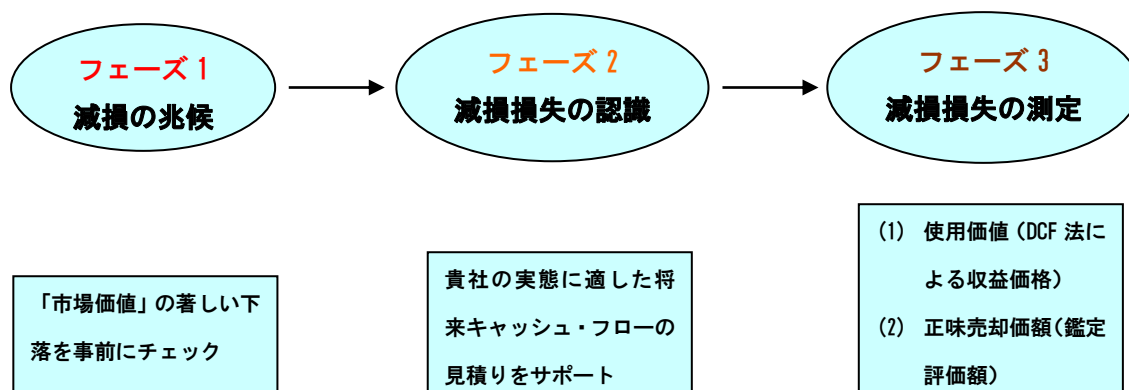 フェーズ1
減損の兆候
フェーズ2
減損損失の認識
フェーズ3
減損損失の測定
「市場価値」の著しい下
落を事前にチェック
貴社の実態に適した将
来キャッシュ・フローの
見積りをサポート
(1) 使用価値(DCF 法に
よる収益価格)
(2) 正味売却価額(鑑定
評価額)